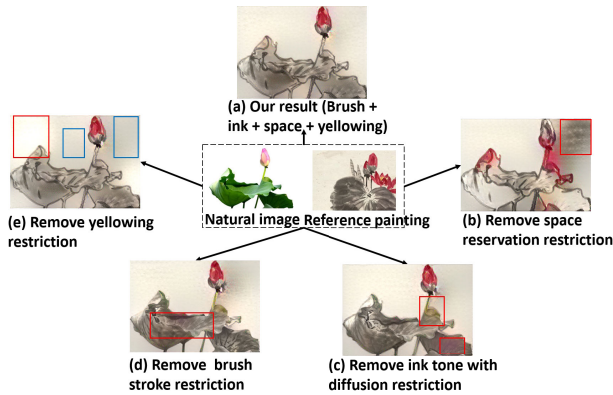 (a) Our result (Brush +
ink + space + yellowing)
Natural image Reference painting
(e) Remove yellowing
restriction
(b) Remove space
reservation restriction
(d) Remove brush
stroke restriction
(c) Remove ink tone with
diffusion restriction